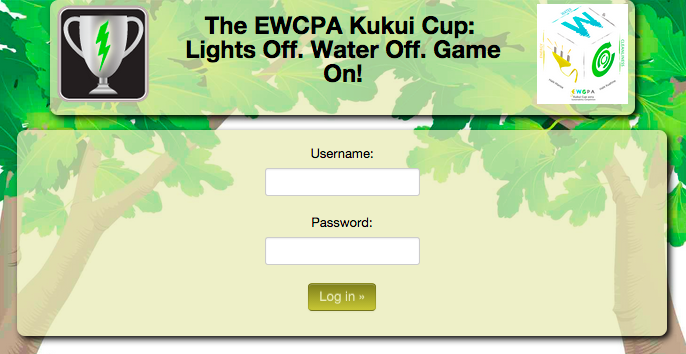 The EWCPA Kukui Cup:
Lights Off. Water Off. Game
On!
W
EWCPA
Username:
Password:
Log in »